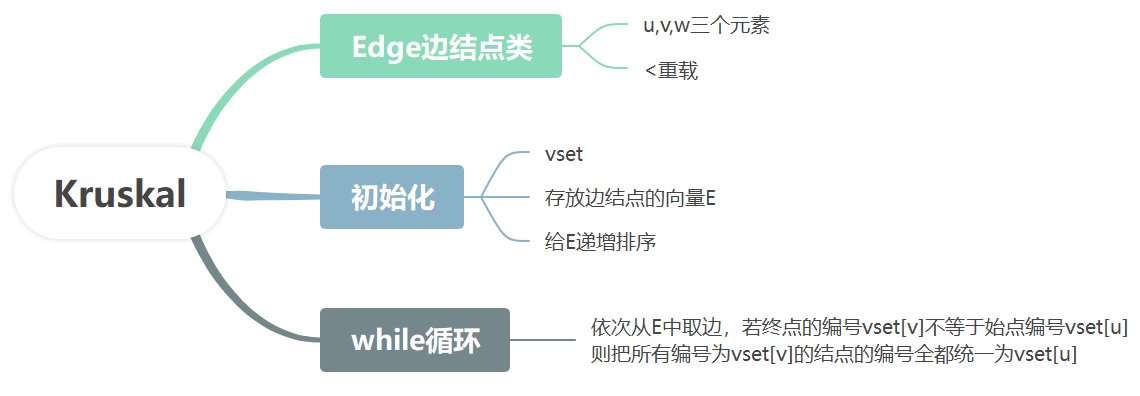 Kruskal
Edge边结点类
u,v,w三个元素
<重载
初始化
vset
存放边结点的向量E
给E递增排序
while循环
依次从E中取边，若终点的编号vset[v]不等于始点编号vset[u]
则把所有编号为vset[v]的结点的编号全都统一为vset[u]